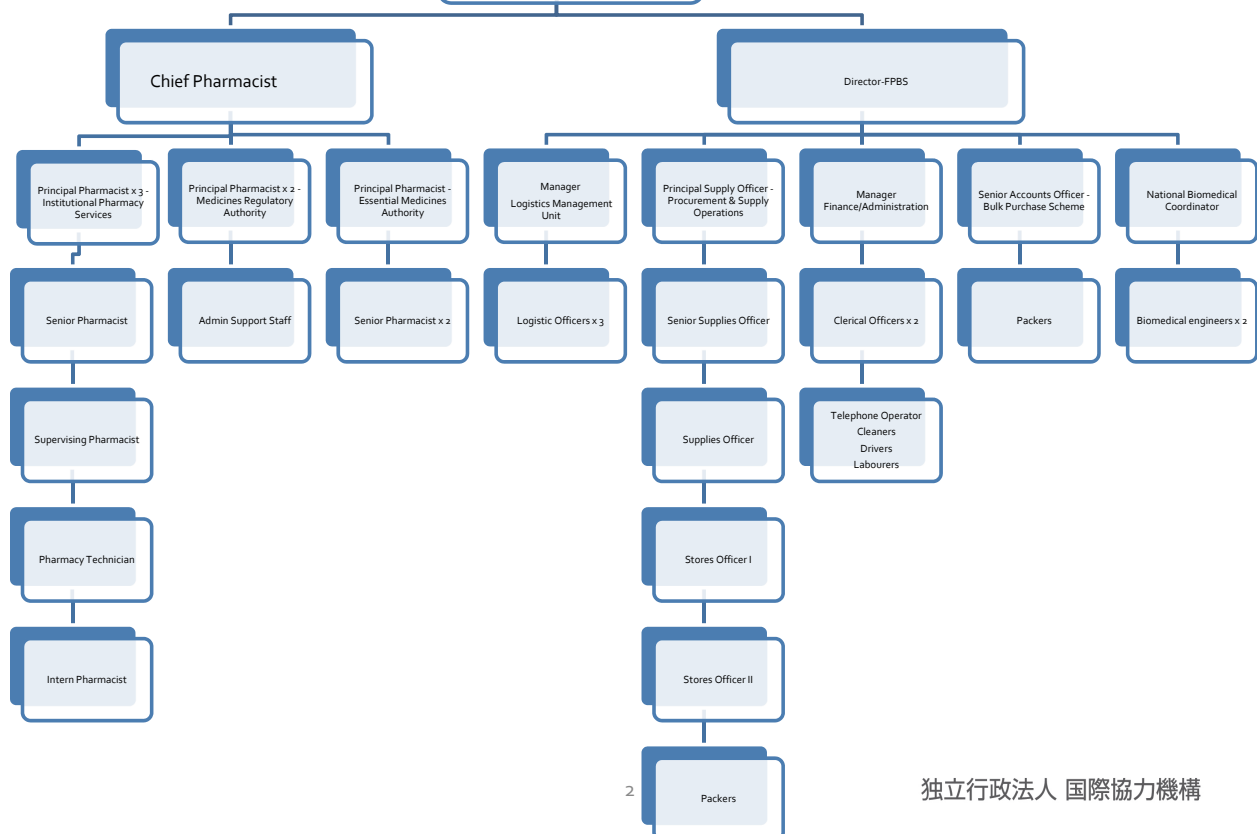 Chief Pharmacist
Director-FPBS
Principal Pharmacist x 3 -
Institutional Pharmacy
Services
Principal Pharmacist x 2 -
Medicines Regulatory
Authority
Principal Pharmacist -
Essential Medicines
Authority
Manager
Logistics Management
Unit
Principal Supply Officer -
Procurement & Supply
Operations
Manager
Finance/Administration
Senior Accounts Officer -
Bulk Purchase Scheme
National Biomedical
Coordinator
Senior Pharmacist
Admin Support Staff
Senior Pharmacist x 2
Logistic Officers x 3
Senior Supplies Officer
Clerical Officers x 2
Packers
Biomedical engineers x 2
Supervising Pharmacist
Supplies Officer
Telephone Operator
Cleaners
Drivers
Labourers
Pharmacy Technician
Stores Officer I
Intern Pharmacist
Stores Officer II
2
Packers
独立行政法人 国際協力機構